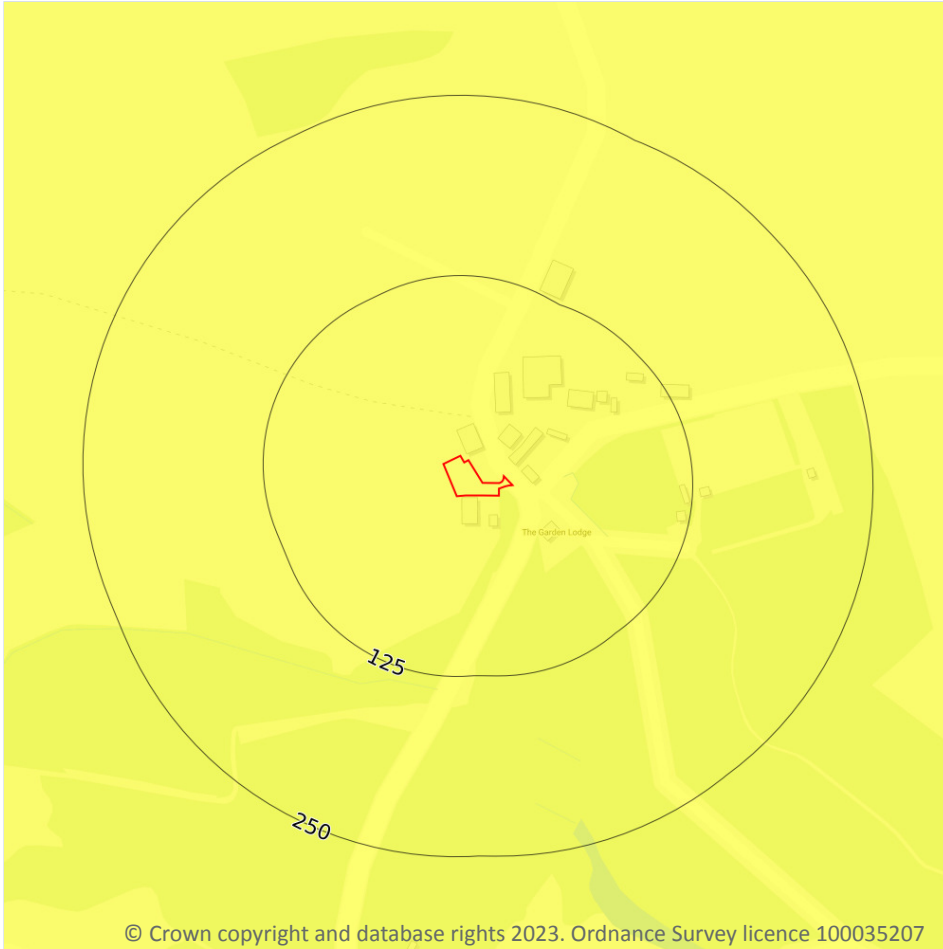 The Garden Lodge
125
250
© Crown copyright and database rights 2023. Ordnance Survey licence 100035207